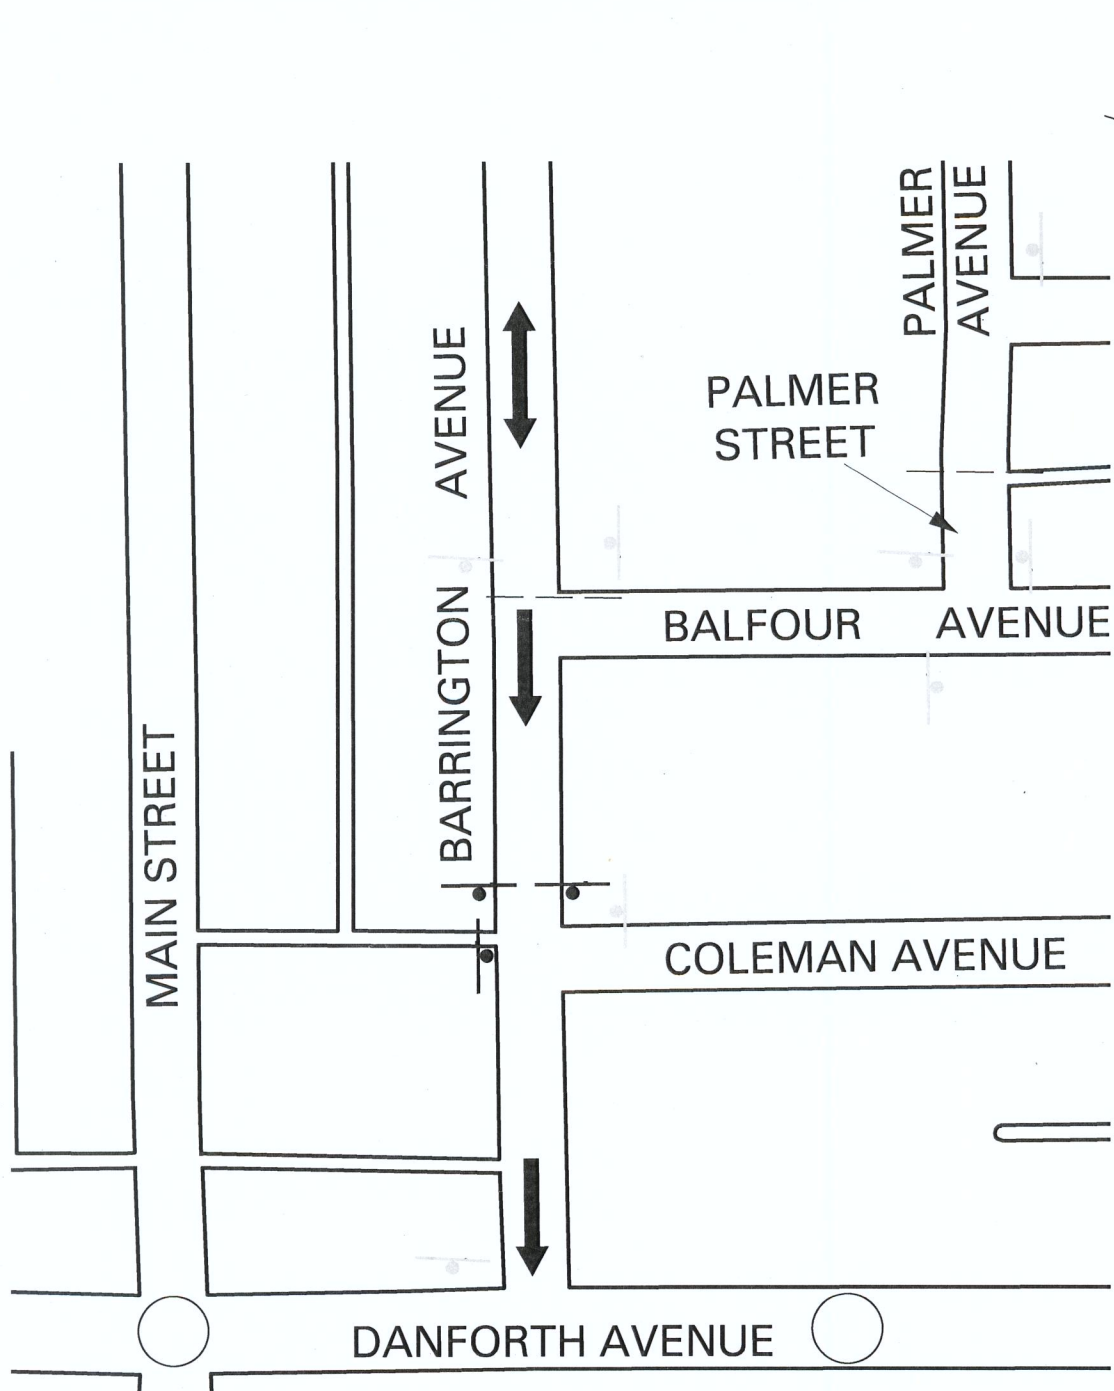 PALMER
AVENUE
PALMER
STREET
BARRINGTON AVENUE
BALFOUR AVENUE
MAIN STREET
COLEMAN AVENUE
DANFORTH AVENUE